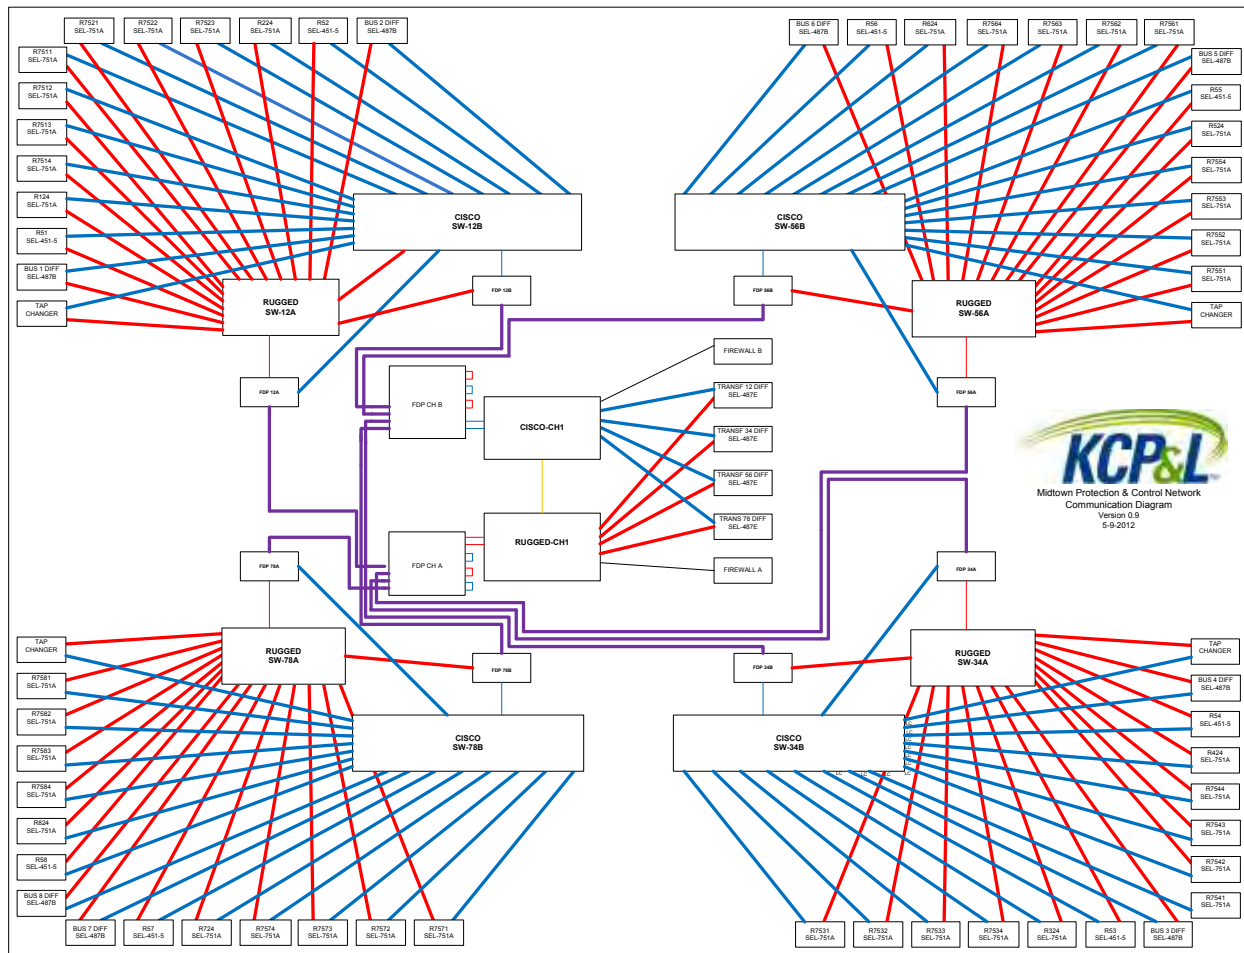 R7521
SEL-751A
R7522
SEL-751A
R7523
SEL-751A
R224
SEL-751A
R52
SEL-451-5
BUS 2 DIFF
SEL-487B
BUS 6 DIFF
SEL-487B
R56
SEL-451-5
R624
SEL-751A
R7564
SEL-751A
R7563
SEL-751A
R7562
SEL-751A
R7561
SEL-751A
R7511
SEL-751A
R7512
SEL-751A
R7513
SEL-751A
R7514
SEL-751A
R124
SEL-751A
R51
SEL-451-5
BUS 1 DIFF
SEL-487B
TAP
CHANGER
BUS 5 DIFF
SEL-487B
R55
SEL-451-5
R524
SEL-751A
R7554
SEL-751A
R7553
SEL-751A
R7552
SEL-751A
R7551
SEL-751A
TAP
CHANGER
CISCO
SW-12B
CISCO
SW-56B
RUGGED
SW-12A
FDP 12B
FDP 56B
RUGGED
SW-56A
FDP 12A
FDP CH B
CISCO-CH1
FIREWALL B
TRANSF 12 DIFF
SEL-487E
TRANSF 34 DIFF
SEL-487E
TRANSF 56 DIFF
SEL-487E
TRANS 78 DIFF
SEL-487E
FIREWALL A
FDP 56A
KCP&L
Midtown Protection & Control Network
Communication Diagram
Version 0.9
5-9-2012
RUGGED-CH1
FDP CH A
FDP 78A
FDP 34A
RUGGED
SW-78A
FDP 78B
FDP 34B
RUGGED
SW-34A
CISCO
SW-78B
CISCO
SW-34B
LC
LC
LC
LC
TAP
CHANGER
R7581
SEL-751A
R7582
SEL-751A
R7583
SEL-751A
R7584
SEL-751A
R824
SEL-751A
R58
SEL-451-5
BUS 8 DIFF
SEL-487B
TAP
CHANGER
BUS 4 DIFF
SEL-487B
R54
SEL-451-5
R424
SEL-751A
R7544
SEL-751A
R7543
SEL-751A
R7542
SEL-751A
R7541
SEL-751A
BUS 7 DIFF
SEL-487B
R57
SEL-451-5
R724
SEL-751A
R7574
SEL-751A
R7573
SEL-751A
R7572
SEL-751A
R7571
SEL-751A
R7531
SEL-751A
R7532
SEL-751A
R7533
SEL-751A
R7534
SEL-751A
R324
SEL-751A
R53
SEL-451-5
BUS 3 DIFF
SEL-487B